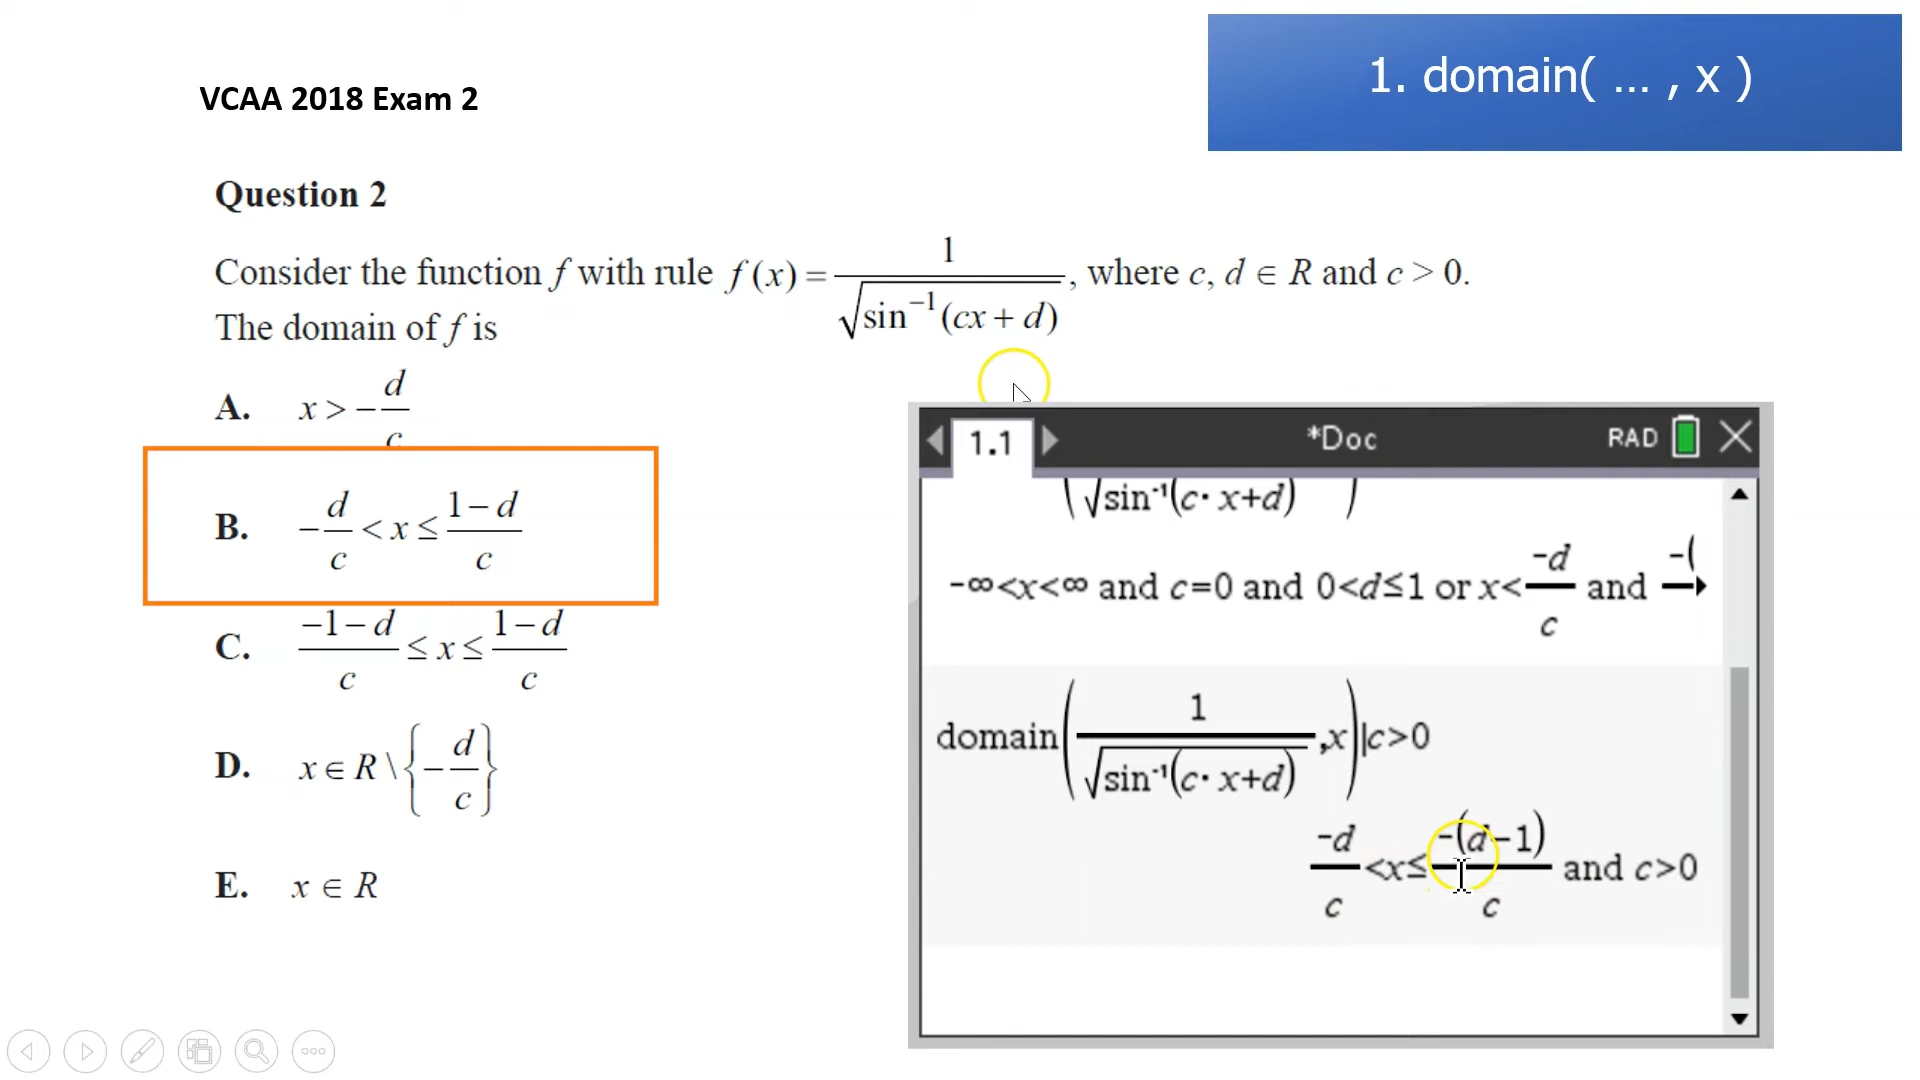 1. domain( ... , x )
VCAA 2018 Exam 2
Question 2
Consider the function f with rule f(x) = 1/√(sin⁻¹(cx + d)), where c, d ∈ R and c > 0.
The domain of f is
A. x > −d/c
B. −d/c < x ≤ (1 − d)/c
C. (−1 − d)/c ≤ x ≤ (1 − d)/c
D. x ∈ R \ {−d/c}
E. x ∈ R
1.1 *Doc RAD
(√sin⁻¹(c· x+d) )
-∞<x<∞ and c=0 and 0<d≤1 or x<-d/c and -(
domain(1/√(sin⁻¹(c· x+d)),x)|c>0
-d/c<x≤-(d-1)/c and c>0